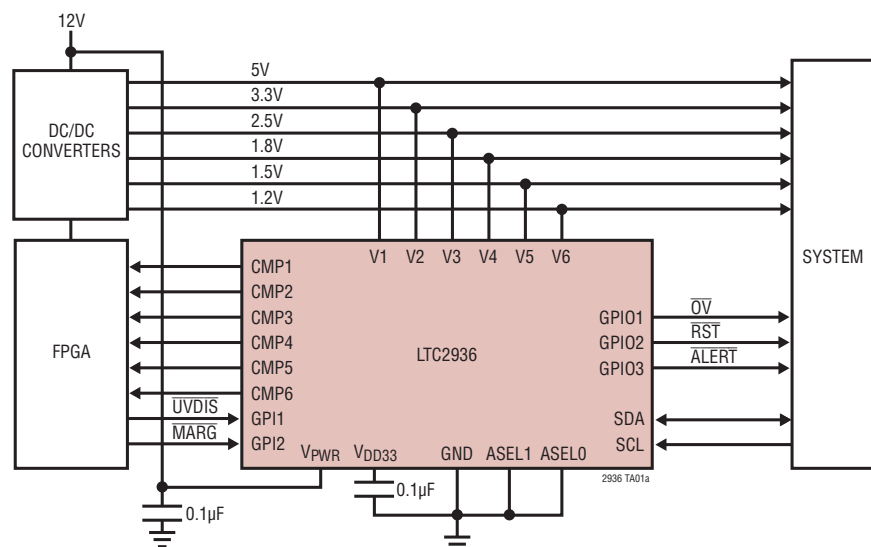 12V
DC/DC
CONVERTERS
5V
3.3V
2.5V
1.8V
1.5V
1.2V
SYSTEM
FPGA
V1 V2 V3 V4 V5 V6
CMP1
CMP2
CMP3
CMP4
CMP5
CMP6
UVDIS GPI1
MARG GPI2
LTC2936
GPIO1 OV
GPIO2 RST
GPIO3 ALERT
SDA
SCL
VPWR VDD33 GND ASEL1 ASEL0
2936 TA01a
0.1µF
0.1µF